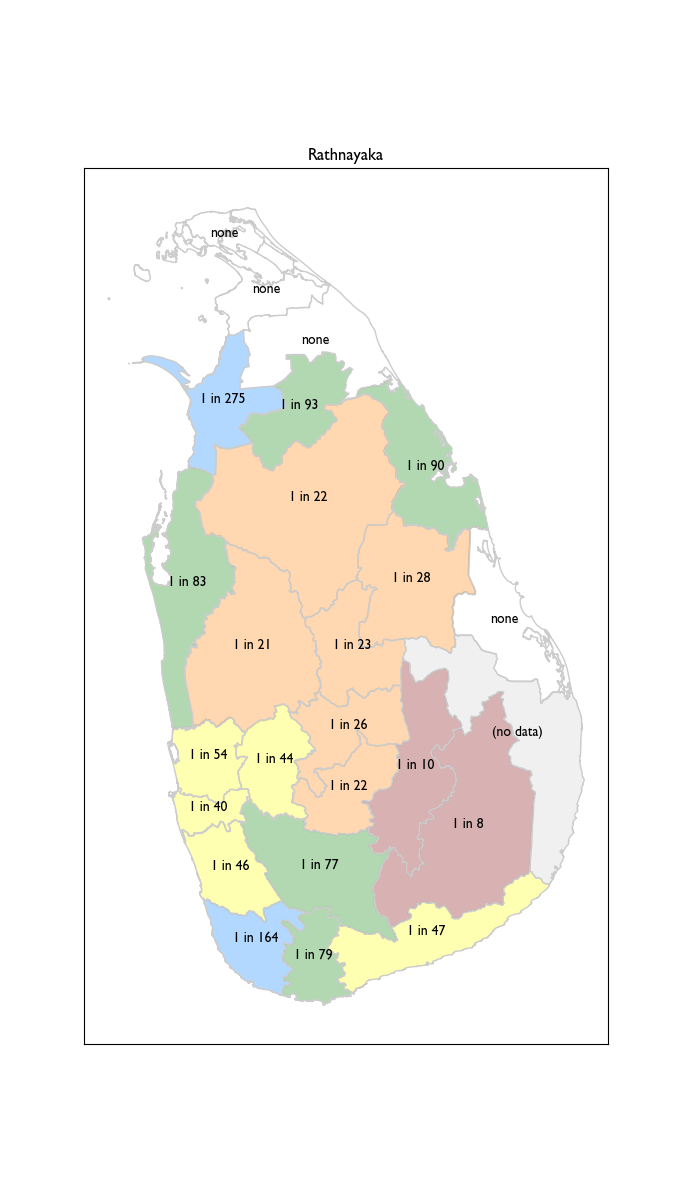 Rathnayaka
none
none
none
1 in 275
1 in 93
1 in 90
1 in 22
1 in 28
1 in 83
none
1 in 21
1 in 23
1 in 26
(no data)
1 in 54
1 in 44
1 in 10
1 in 22
1 in 40
1 in 8
1 in 46
1 in 77
1 in 47
1 in 164
1 in 79